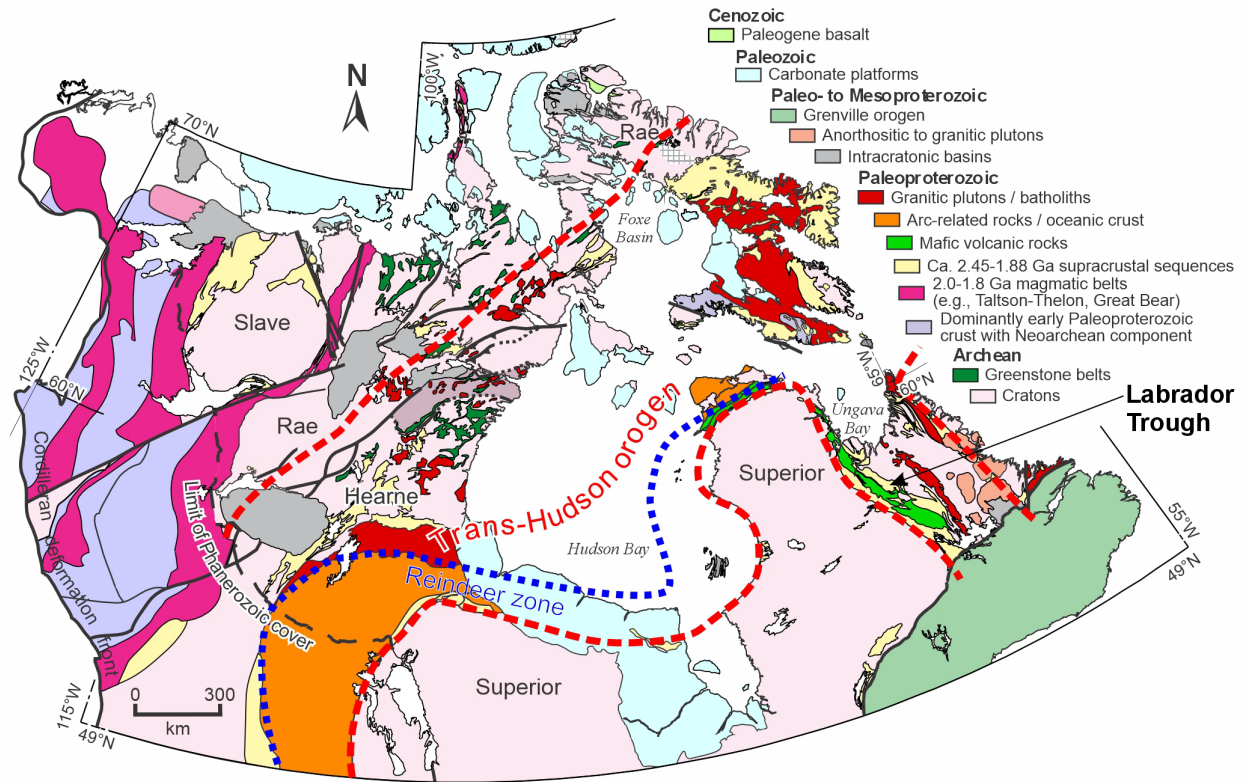 Cenozoic
Paleogene basalt
Paleozoic
Carbonate platforms
Paleo- to Mesoproterozoic
Grenville orogen
Anorthositic to granitic plutons
Intracratonic basins
Paleoproterozoic
Granitic plutons / batholiths
Arc-related rocks / oceanic crust
Mafic volcanic rocks
Ca. 2.45-1.88 Ga supracrustal sequences
2.0-1.8 Ga magmatic belts
(e.g., Taltson-Thelon, Great Bear)
Dominantly early Paleoproterozoic
crust with Neoarchean component
Archean
Greenstone belts
Cratons
N
100°W
70°N
Rae
Foxe
Basin
Slave
125°W
60°N
65°N
60°N
Labrador
Trough
Ungava
Bay
Rae
Cordilleran deformation front
Limit of Phanerozoic cover
Hearne
Trans-Hudson orogen
Superior
Hudson Bay
Reindeer zone
55°W
49°N
Superior
0 300
km
115°W
49°N